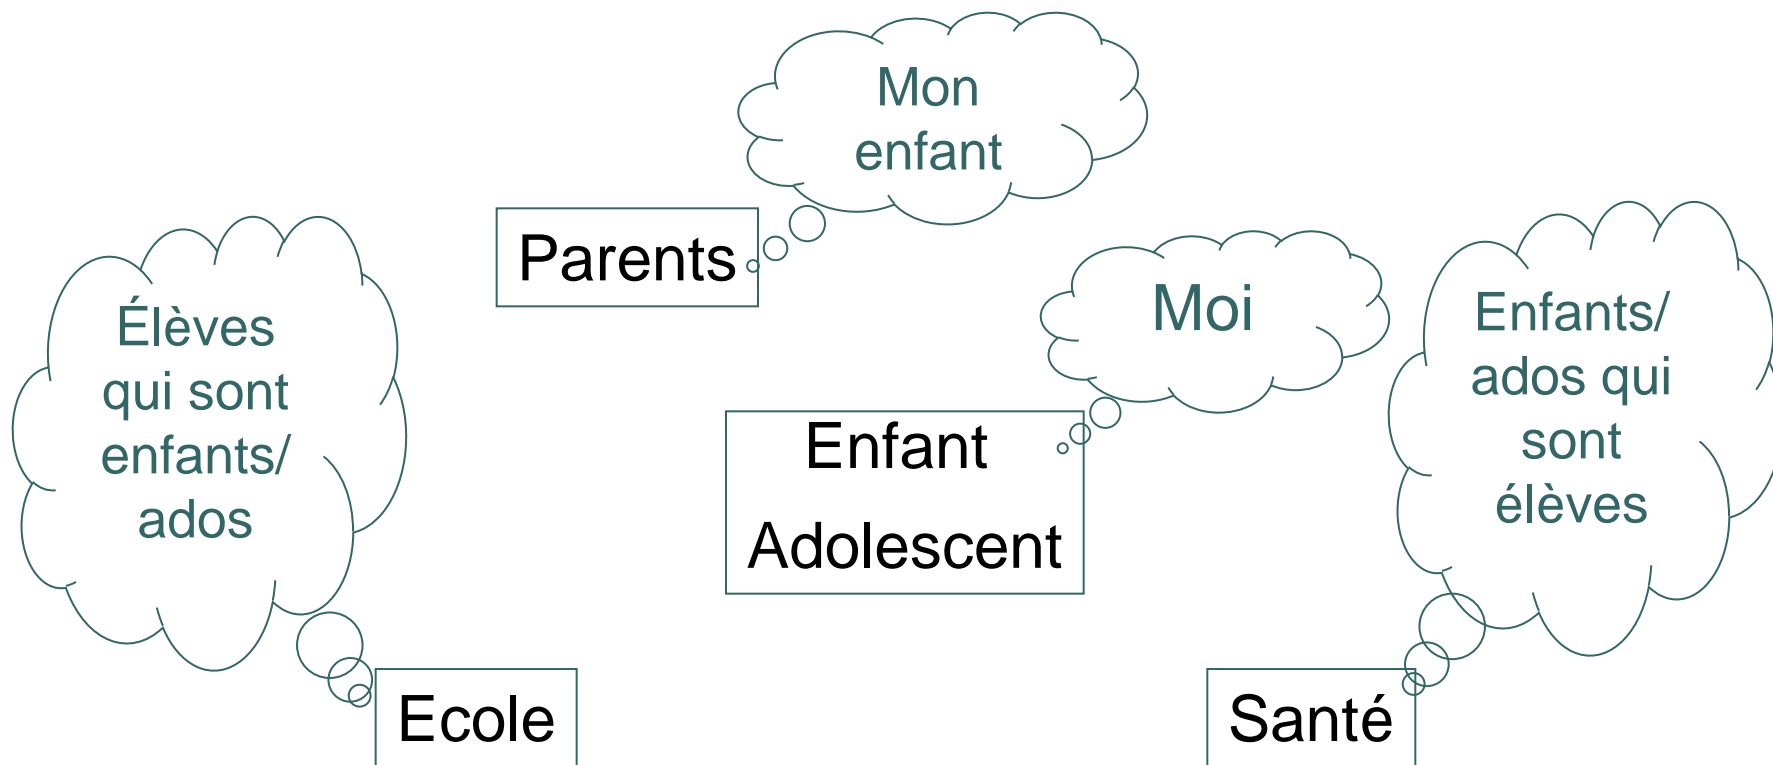 Mon
enfant
Parents
Moi
Élèves
qui sont
enfants/
ados
Enfant
Adolescent
Enfants/
ados qui
sont
élèves
Ecole
Santé